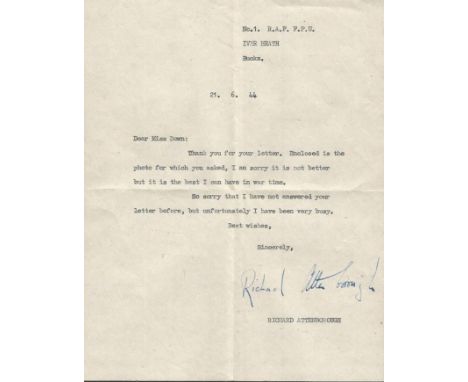 No.1. R.A.F. F.P.U.
IVER HEATH
Bucks.
21. 6. 44
Dear Miss Down:
Thank you for your letter. Enclosed is the
photo for which you asked, I am sorry it is not better
but it is the best I can have in war time.
So sorry that I have not answered your
letter before, but unfortunately I have been very busy.
Best wishes,
Sincerely,
Richard Attenborough
RICHARD ATTENBOROUGH